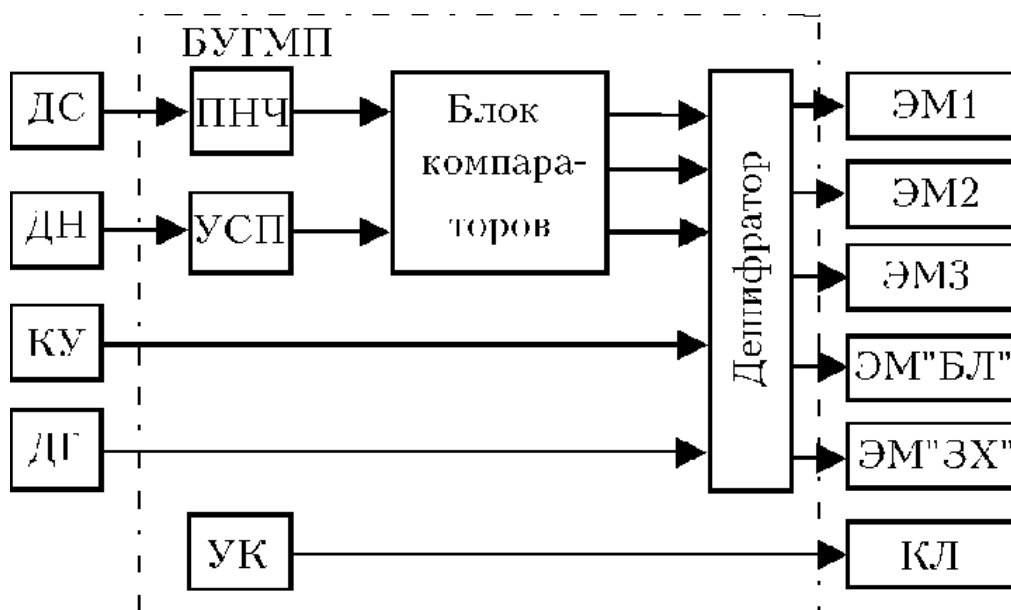 БУГМП
ДС
ПНЧ
Блок
компара-
торов
Дешифратор
ЭМ1
ДН
УСП
ЭМ2
ЭМ3
КУ
ЭМ"БЛ"
ДГ
ЭМ"ЗХ"
УК
КЛ